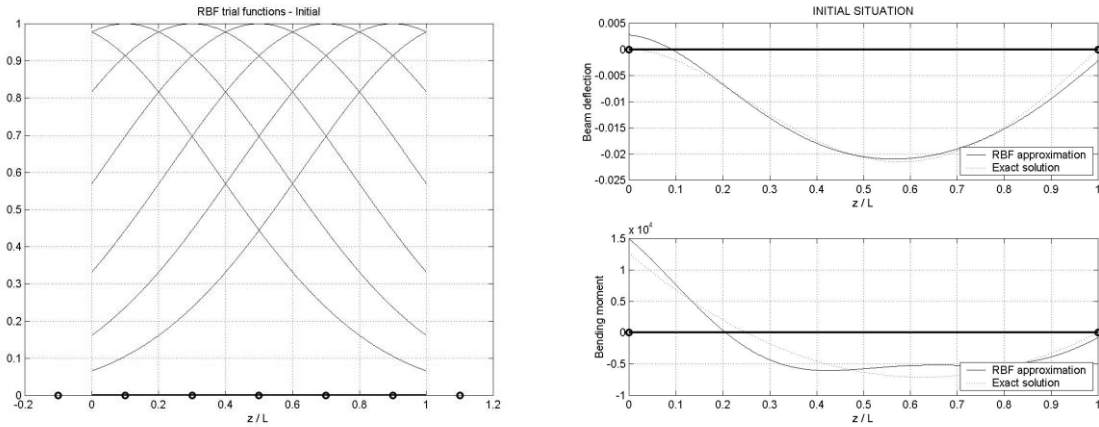 RBF trial functions - Initial
1
0.9
0.8
0.7
0.6
0.5
0.4
0.3
0.2
0.1
0
-0.2 0 0.2 0.4 0.6 0.8 1 1.2
z / L
INITIAL SITUATION
0.005
0
-0.005
-0.01
-0.015
-0.02
-0.025
Beam deflection
RBF approximation
Exact solution
0 0.1 0.2 0.3 0.4 0.5 0.6 0.7 0.8 0.9 1
z / L
x 10⁴
1.5
1
0.5
0
-0.5
-1
Bending moment
RBF approximation
Exact solution
0 0.1 0.2 0.3 0.4 0.5 0.6 0.7 0.8 0.9 1
z / L